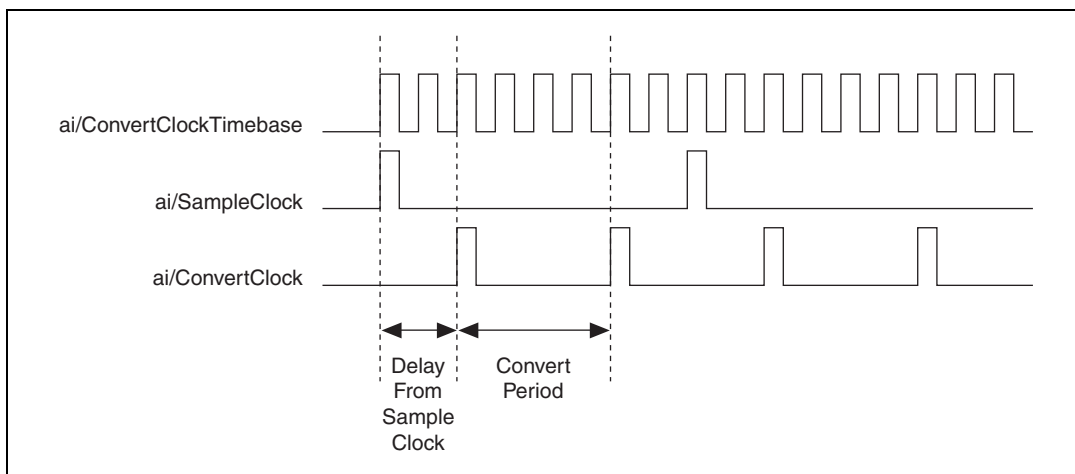 ai/ConvertClockTimebase
ai/SampleClock
ai/ConvertClock
Delay
From
Sample
Clock
Convert
Period